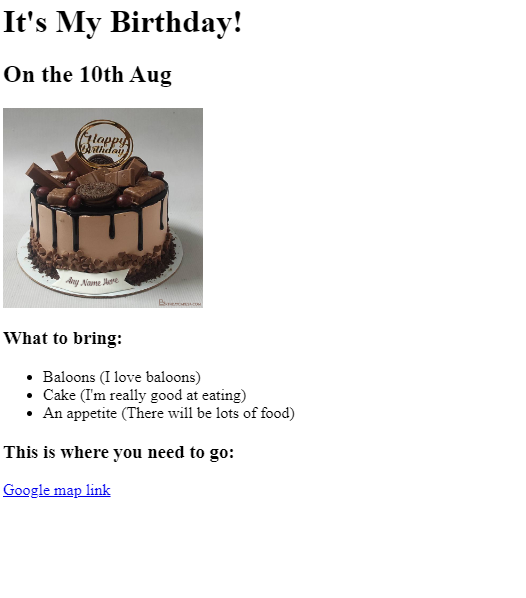 It's My Birthday!
On the 10th Aug
Happy
Birthday
Any Name Here
What to bring:
Baloons (I love baloons)
Cake (I'm really good at eating)
An appetite (There will be lots of food)
This is where you need to go:
Google map link